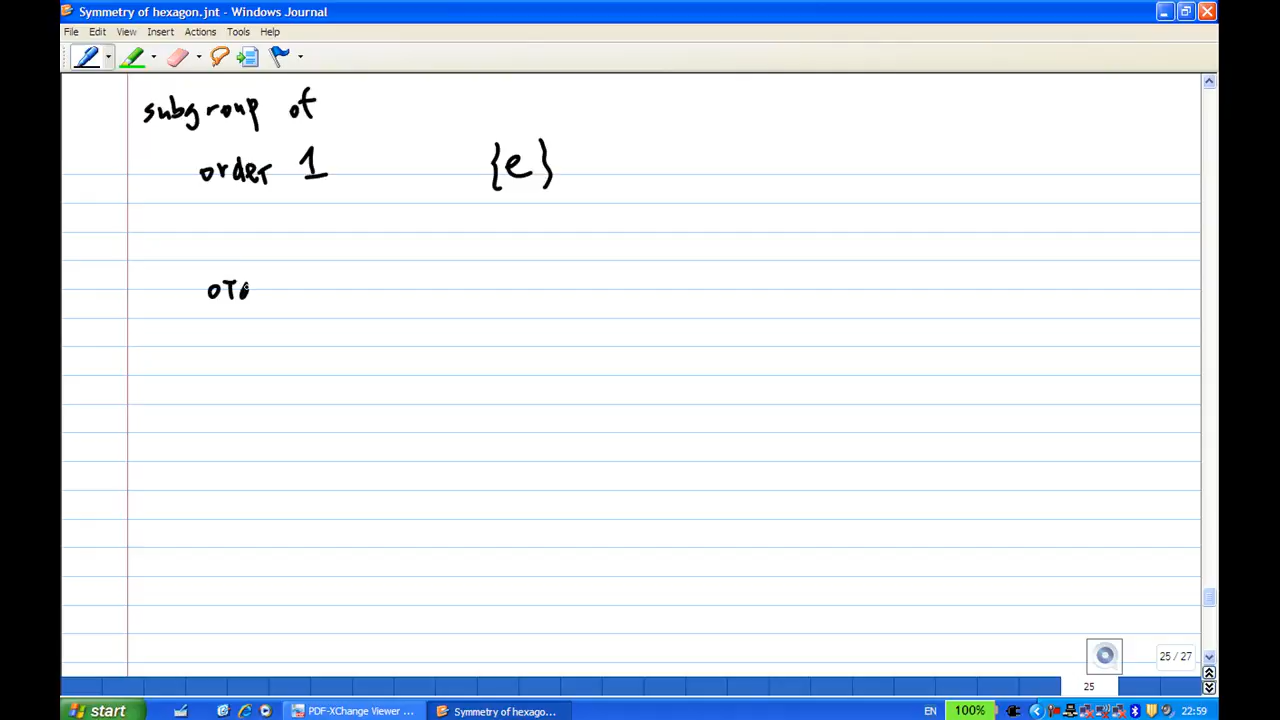 Symmetry of hexagon.jnt - Windows Journal
File Edit View Insert Actions Tools Help
subgroup of
order 1 {e}
25 / 27
25
start PDF-XChange Viewer ... Symmetry of hexago... EN 100% 22:59